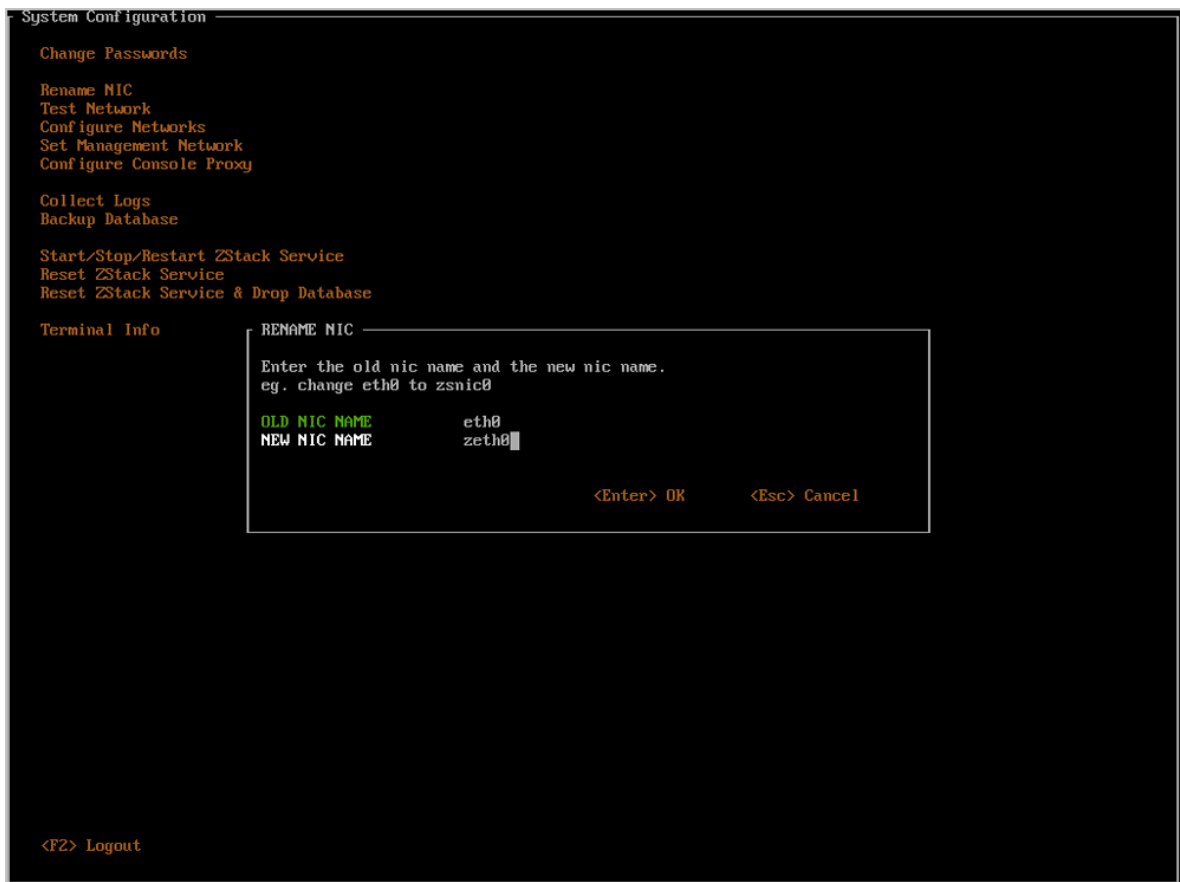 System Configuration
Change Passwords
Rename NIC
Test Network
Configure Networks
Set Management Network
Configure Console Proxy
Collect Logs
Backup Database
Start/Stop/Restart ZStack Service
Reset ZStack Service
Reset ZStack Service & Drop Database
Terminal Info
RENAME NIC
Enter the old nic name and the new nic name.
eg. change eth0 to zsnic0
OLD NIC NAME eth0
NEW NIC NAME zeth0
<Enter> OK <Esc> Cancel
<F2> Logout